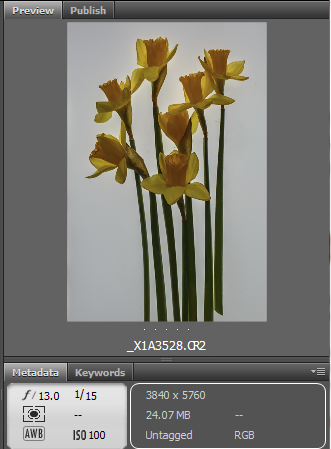 Preview Publish
_X1A3528.CR2
Metadata Keywords
ƒ/13.0 1/15
--
AWB ISO 100
3840 x 5760
24.07 MB --
Untagged RGB